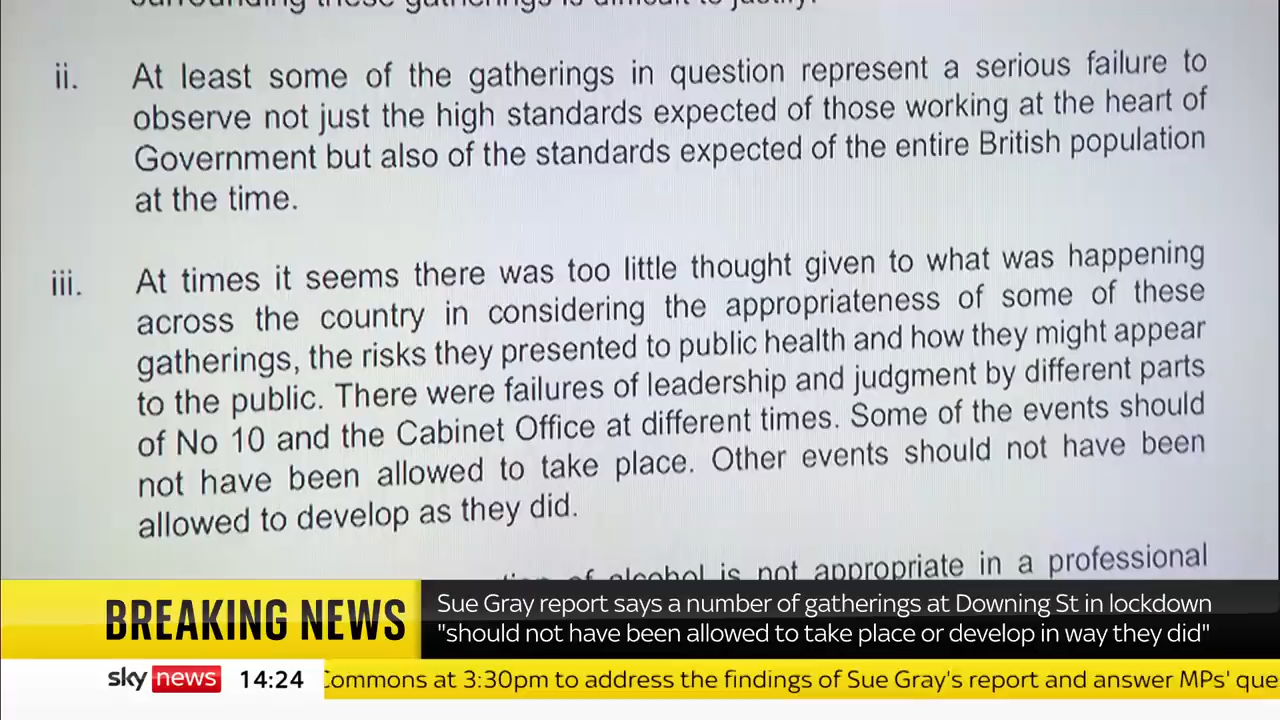 surrounding these gatherings is difficult to justify.
ii. At least some of the gatherings in question represent a serious failure to
observe not just the high standards expected of those working at the heart of
Government but also of the standards expected of the entire British population
at the time.
iii. At times it seems there was too little thought given to what was happening
across the country in considering the appropriateness of some of these
gatherings, the risks they presented to public health and how they might appear
to the public. There were failures of leadership and judgment by different parts
of No 10 and the Cabinet Office at different times. Some of the events should
not have been allowed to take place. Other events should not have been
allowed to develop as they did.
of alcohol is not appropriate in a professional
BREAKING NEWS
Sue Gray report says a number of gatherings at Downing St in lockdown
"should not have been allowed to take place or develop in way they did"
sky news 14:24 Commons at 3:30pm to address the findings of Sue Gray's report and answer MPs' que